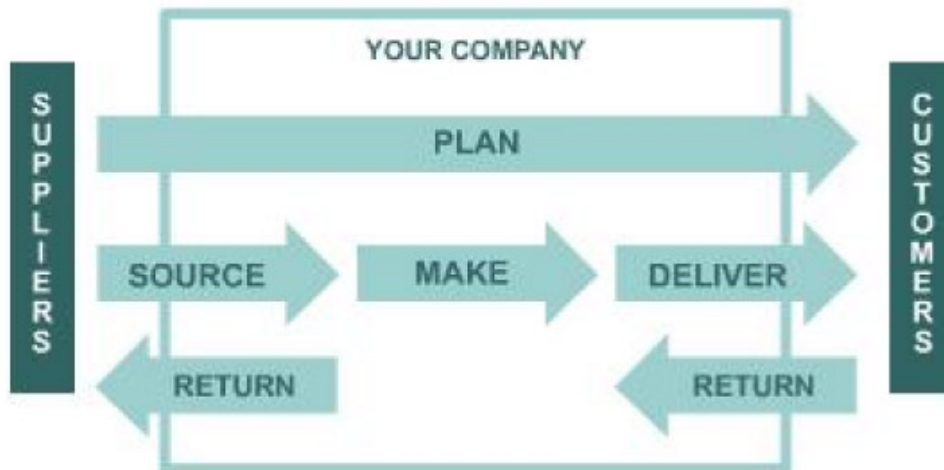 YOUR COMPANY
SUPPLIERS
CUSTOMERS
PLAN
SOURCE
MAKE
DELIVER
RETURN
RETURN